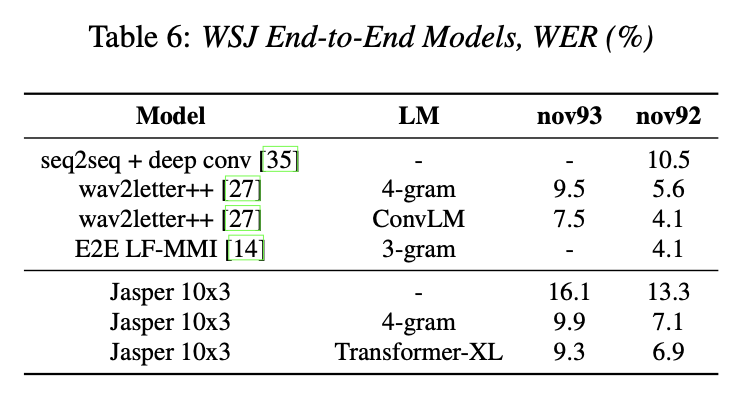 Table 6: WSJ End-to-End Models, WER (%)
Model LM nov93 nov92
seq2seq + deep conv [35] - - 10.5
wav2letter++ [27] 4-gram 9.5 5.6
wav2letter++ [27] ConvLM 7.5 4.1
E2E LF-MMI [14] 3-gram - 4.1
Jasper 10x3 - 16.1 13.3
Jasper 10x3 4-gram 9.9 7.1
Jasper 10x3 Transformer-XL 9.3 6.9